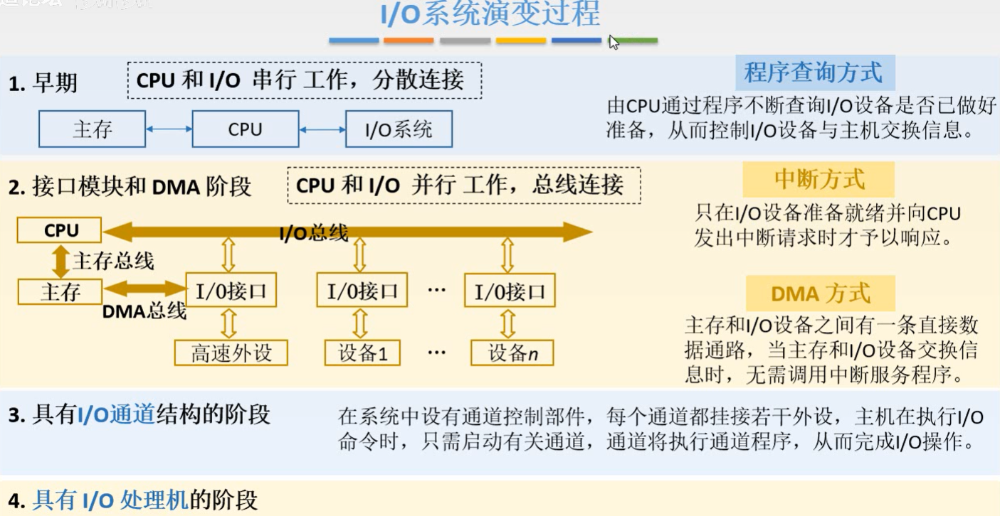 I/O系统演变过程
1. 早期
CPU 和 I/O 串行 工作，分散连接
主存
CPU
I/O系统
程序查询方式
由CPU通过程序不断查询I/O设备是否已做好
准备，从而控制I/O设备与主机交换信息。
2. 接口模块和 DMA 阶段
CPU 和 I/O 并行 工作，总线连接
CPU
I/O总线
主存总线
主存
DMA总线
I/O接口
I/O接口
···
I/O接口
高速外设
设备1
···
设备n
中断方式
只在I/O设备准备就绪并向CPU
发出中断请求时才予以响应。
DMA 方式
主存和I/O设备之间有一条直接数
据通路，当主存和I/O设备交换信
息时，无需调用中断服务程序。
3. 具有I/O通道结构的阶段
在系统中设有通道控制部件，每个通道都挂接若干外设，主机在执行I/O
命令时，只需启动有关通道，通道将执行通道程序，从而完成I/O操作。
4. 具有 I/O 处理机的阶段